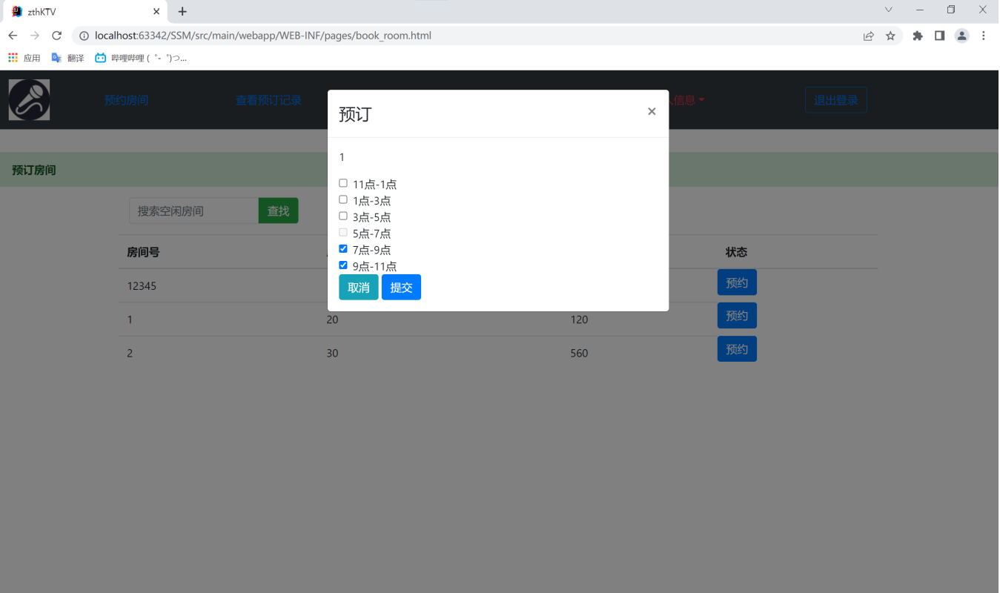 zthKTV
localhost:63342/SSM/src/main/webapp/WEB-INF/pages/book_room.html
应用 翻译 哔哩哔哩 ( ゜- ゜)つ...
预约房间 查看预订记录 信息 退出登录
预订
×
1
预订房间
11点-1点
1点-3点
3点-5点
5点-7点
7点-9点
9点-11点
取消 提交
搜索空闲房间 查找
房间号 状态
12345 预约
1 20 120 预约
2 30 560 预约